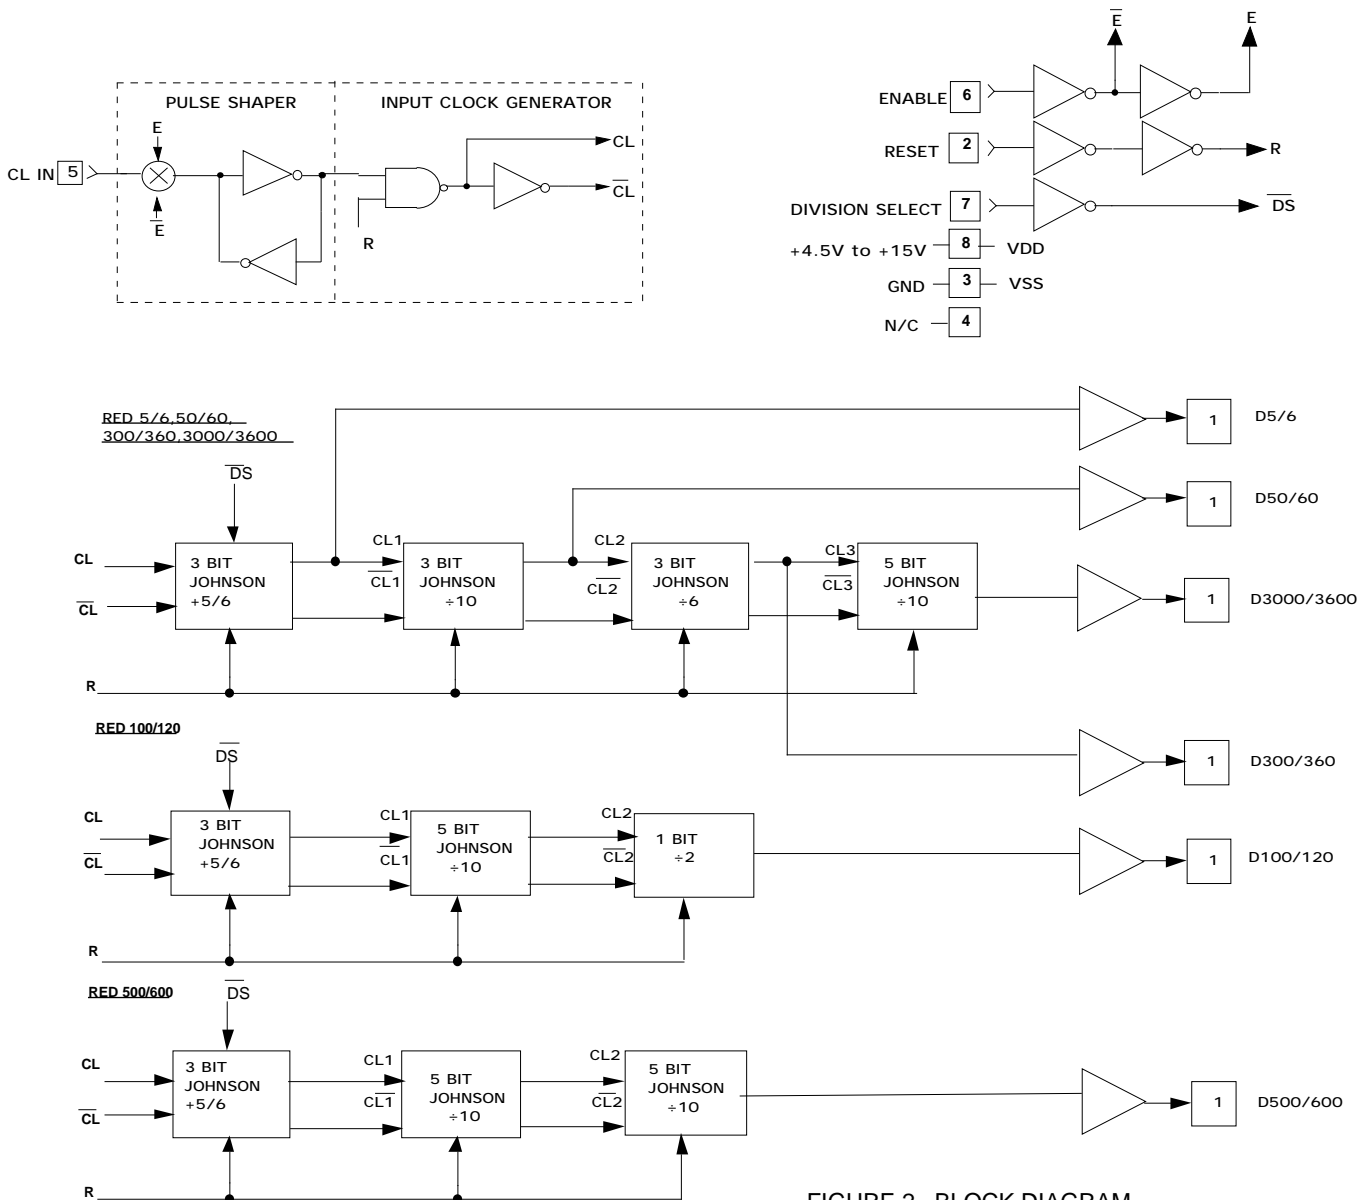 PULSE SHAPER
INPUT CLOCK GENERATOR
E
CL IN 5
E
R
CL
CL
E
E
ENABLE 6
RESET 2
R
DIVISION SELECT 7
DS
+4.5V to +15V 8 VDD
GND 3 VSS
N/C 4
RED 5/6,50/60,
300/360,3000/3600
DS
CL
CL
3 BIT
JOHNSON
+5/6
CL1
CL1
3 BIT
JOHNSON
÷10
CL2
CL2
3 BIT
JOHNSON
÷6
CL3
CL3
5 BIT
JOHNSON
÷10
R
1 D5/6
1 D50/60
1 D3000/3600
1 D300/360
RED 100/120
DS
CL
CL
3 BIT
JOHNSON
+5/6
CL1
CL1
5 BIT
JOHNSON
÷10
CL2
CL2
1 BIT
÷2
R
1 D100/120
RED 500/600
DS
CL
CL
3 BIT
JOHNSON
+5/6
CL1
CL1
5 BIT
JOHNSON
÷10
CL2
CL2
5 BIT
JOHNSON
÷10
R
1 D500/600
FIGURE 2. BLOCK DIAGRAM